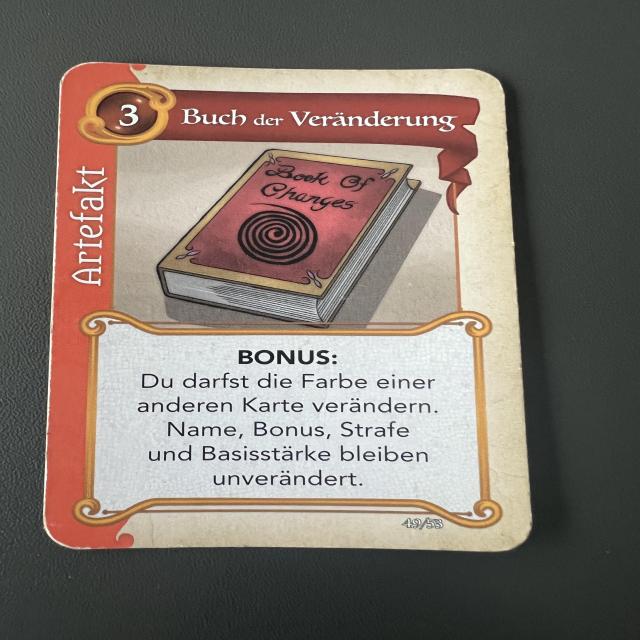 3
Buch der Veränderung
Artefakt
Book Of
Changes
BONUS:
Du darfst die Farbe einer
anderen Karte verändern.
Name, Bonus, Strafe
und Basisstärke bleiben
unverändert.
49/53